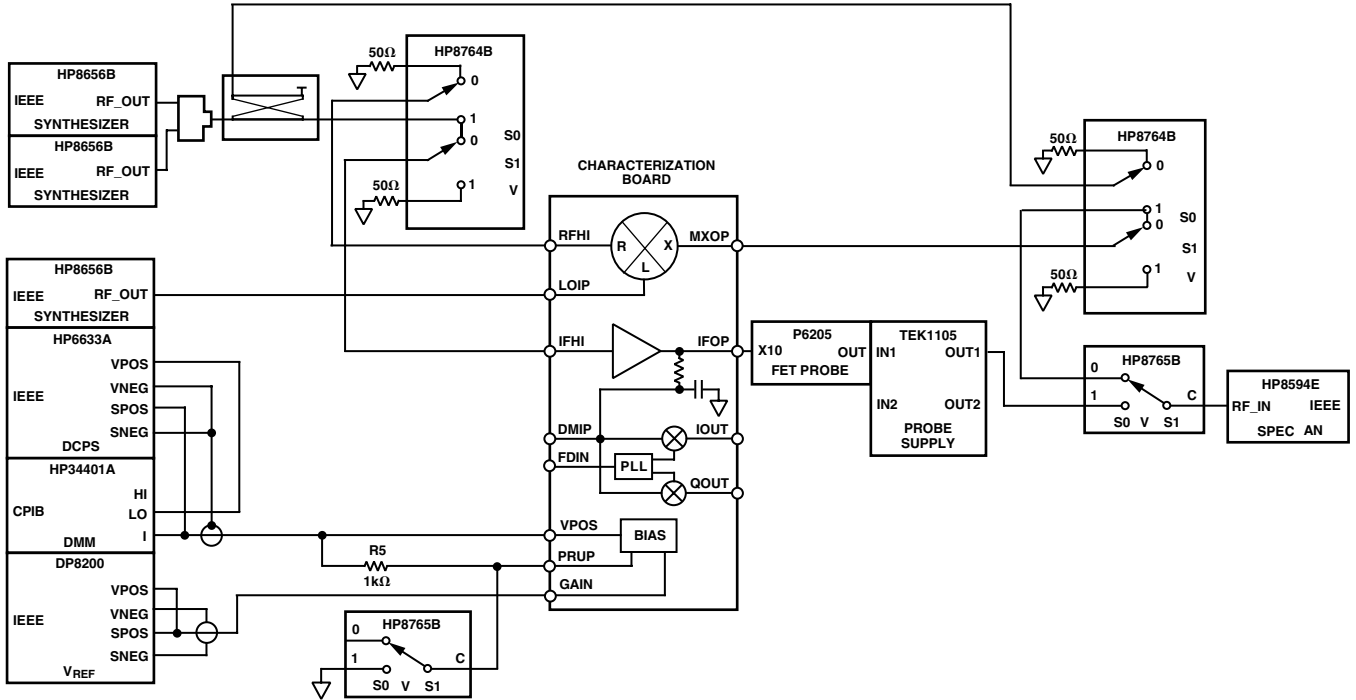 HP8656B
IEEE RF_OUT
SYNTHESIZER
HP8656B
IEEE RF_OUT
SYNTHESIZER
50Ω
HP8764B
0
1
0
S0
S1
50Ω
1
V
CHARACTERIZATION
BOARD
RFHI
R X
L
MXOP
LOIP
IFHI
IFOP
DMIP
IOUT
FDIN
PLL
QOUT
VPOS
BIAS
PRUP
GAIN
HP8656B
IEEE RF_OUT
SYNTHESIZER
HP6633A
VPOS
VNEG
IEEE
SPOS
SNEG
DCPS
HP34401A
HI
CPIB
LO
I
DMM
DP8200
VPOS
VNEG
IEEE
SPOS
SNEG
VREF
R5
1kΩ
HP8765B
0
1
C
S0 V S1
P6205
X10 OUT
FET PROBE
TEK1105
IN1 OUT1
IN2 OUT2
PROBE
SUPPLY
HP8764B
50Ω
0
1
S0
0
S1
50Ω
1
V
HP8765B
0
1
C
S0 V S1
HP8594E
RF_IN IEEE
SPEC AN